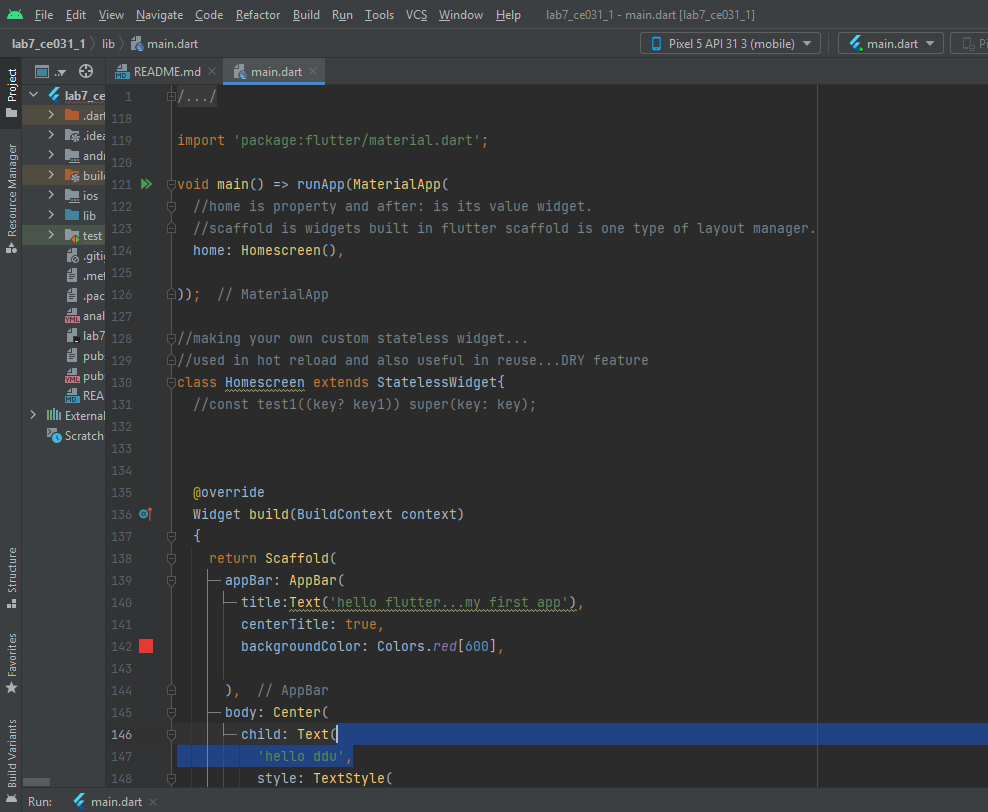 File Edit View Navigate Code Refactor Build Run Tools VCS Window Help lab7_ce031_1 - main.dart [lab7_ce031_1]
lab7_ce031_1 lib main.dart Pixel 5 API 31 3 (mobile) main.dart Pi
Project .. README.md main.dart
lab7_ce
.dart
.idea
andr
build
ios
lib
test
.gitig
.met
.pac
anal
lab7
pubs
pubs
REA
External
Scratche
Resource Manager
Structure
Favorites
Build Variants
1 /.../
118
119 import 'package:flutter/material.dart';
120
121 void main() => runApp(MaterialApp(
122 //home is property and after: is its value widget.
123 //scaffold is widgets built in flutter scaffold is one type of layout manager.
124 home: Homescreen(),
125
126 )); // MaterialApp
127
128 //making your own custom stateless widget...
129 //used in hot reload and also useful in reuse...DRY feature
130 class Homescreen extends StatelessWidget{
131 //const test1((key? key1)) super(key: key);
132
133
134
135 @override
136 Widget build(BuildContext context)
137 {
138 return Scaffold(
139 appBar: AppBar(
140 title:Text('hello flutter...my first app'),
141 centerTitle: true,
142 backgroundColor: Colors.red[600],
143
144 ), // AppBar
145 body: Center(
146 child: Text(
147 'hello ddu',
148 style: TextStyle(
Run: main.dart